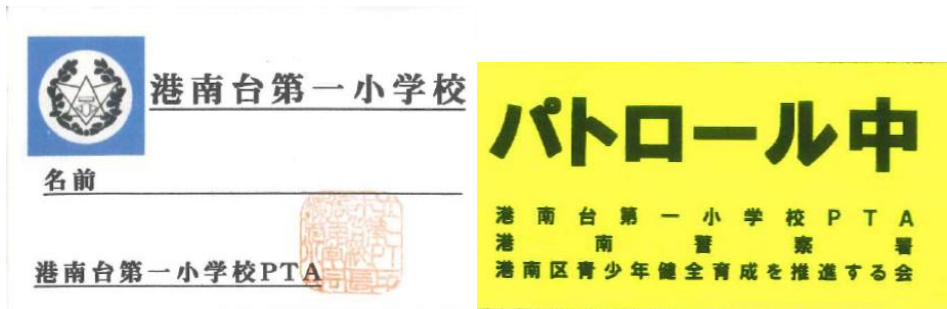 港南台第一小学校
名前
港南台第一小学校PTA
パトロール中
港南台第一小学校PTA
港南警察署
港南区青少年健全育成を推進する会